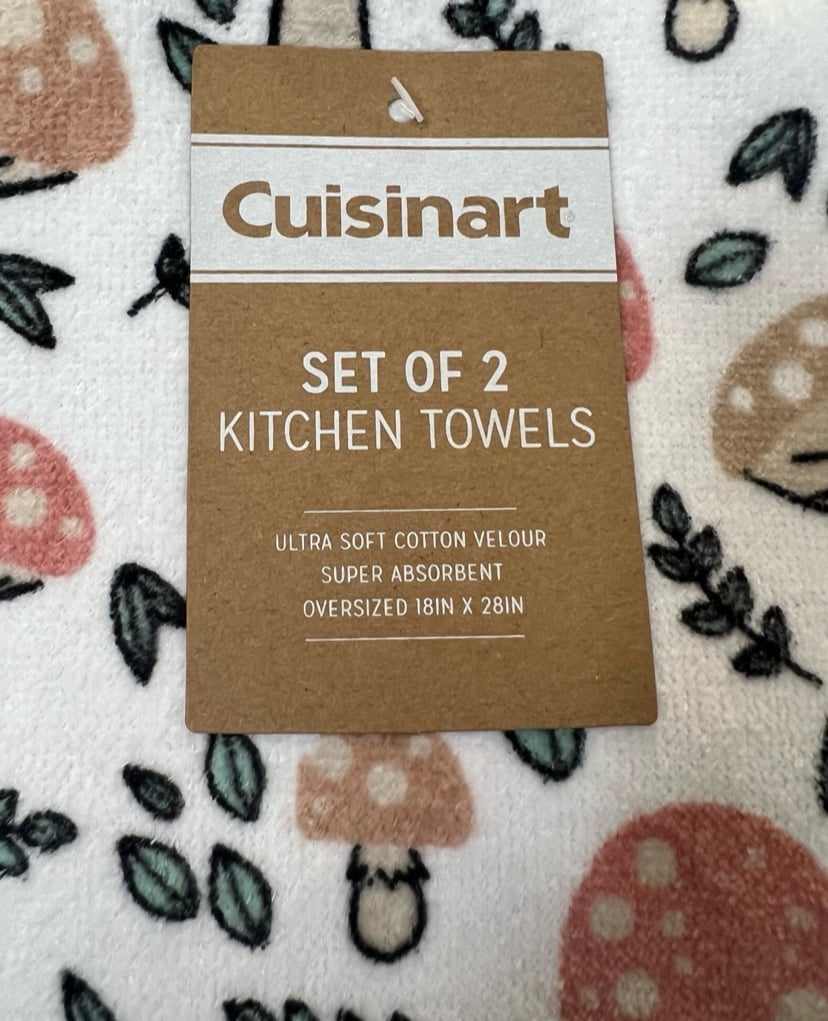 Cuisinart®
SET OF 2
KITCHEN TOWELS
ULTRA SOFT COTTON VELOUR
SUPER ABSORBENT
OVERSIZED 18IN X 28IN